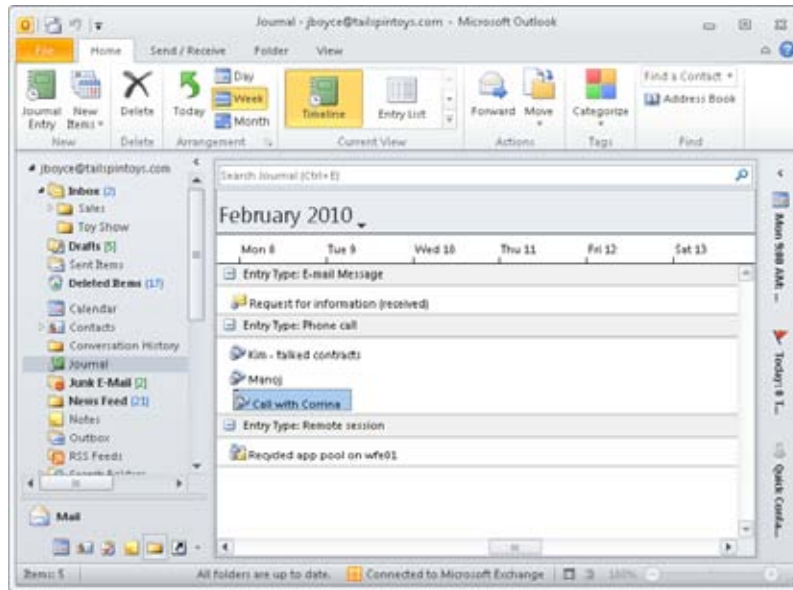 Journal - jboyce@tailspintoys.com - Microsoft Outlook
File Home Send / Receive Folder View
Journal Entry New Items Delete Today Day Week Month Timeline Entry List Forward Move Categorize Find a Contact Address Book
New Delete Arrangement Current View Actions Tags Find
jboyce@tailspintoys.com
Inbox (2)
Sales
Toy Show
Drafts [5]
Sent Items
Deleted Items (17)
Calendar
Contacts
Conversation History
Journal
Junk E-Mail [2]
News Feed (21)
Notes
Outbox
RSS Feeds
Search Folders
Mail
Search Journal (Ctrl+E)
February 2010
Mon 8 Tue 9 Wed 10 Thu 11 Fri 12 Sat 13
Entry Type: E-mail Message
Request for information (received)
Entry Type: Phone call
Kim - talked contracts
Manoj
Call with Corrina
Entry Type: Remote session
Recycled app pool on wfe01
Mon 9:00 AM: ...
Today: 0 T...
Quick Conta...
Items: 5 All folders are up to date. Connected to Microsoft Exchange 100%